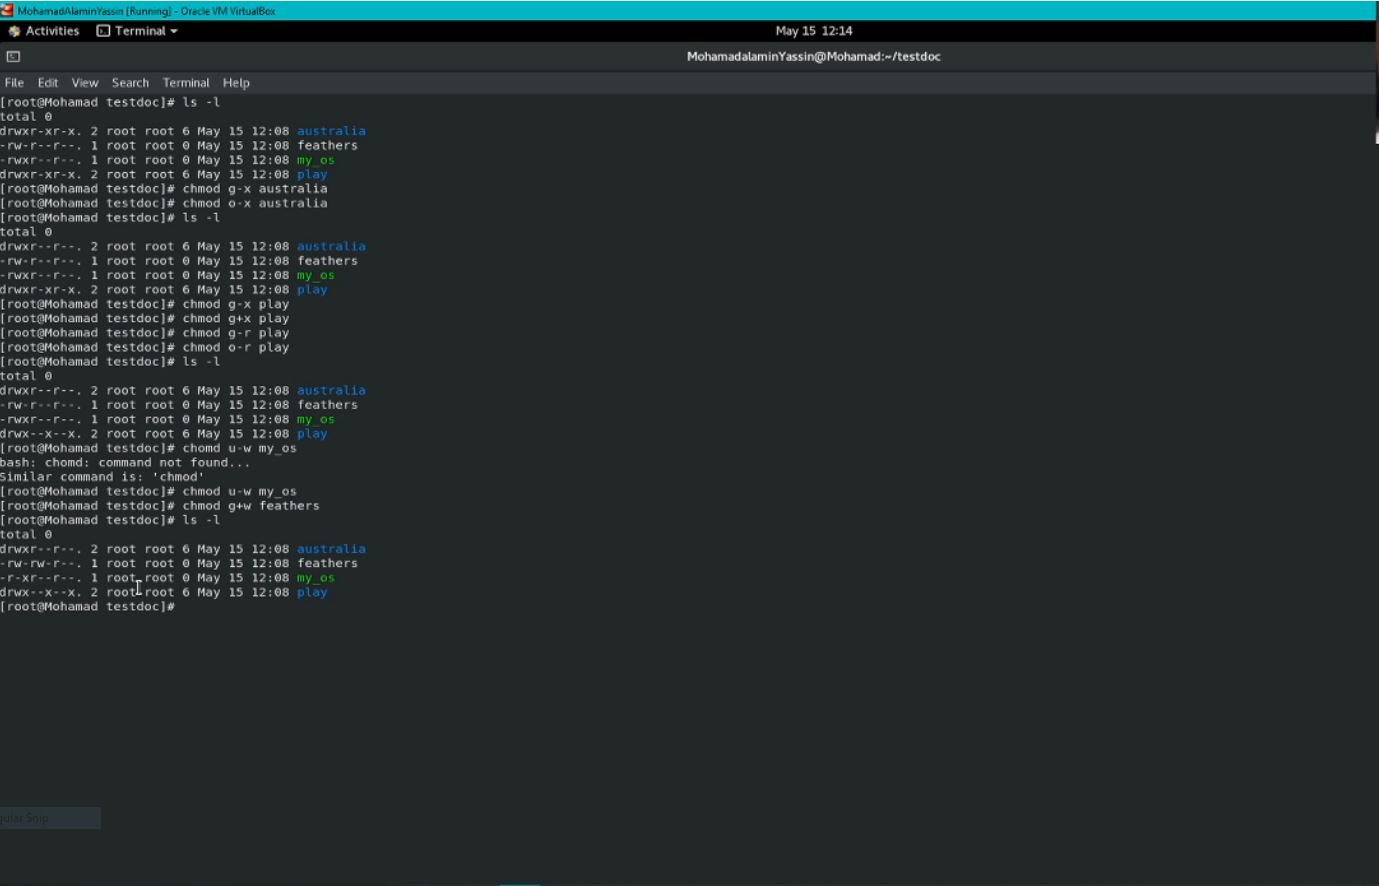 MohamadAlaminYassin [Running] - Oracle VM VirtualBox
Activities Terminal May 15 12:14
MohamadalaminYassin@Mohamad:~/testdoc
File Edit View Search Terminal Help
[root@Mohamad testdoc]# ls -l
total 0
drwxr-xr-x. 2 root root 6 May 15 12:08 australia
-rw-r--r--. 1 root root 0 May 15 12:08 feathers
-rwxr--r--. 1 root root 0 May 15 12:08 my_os
drwxr-xr-x. 2 root root 6 May 15 12:08 play
[root@Mohamad testdoc]# chmod g-x australia
[root@Mohamad testdoc]# chmod o-x australia
[root@Mohamad testdoc]# ls -l
total 0
drwxr--r--. 2 root root 6 May 15 12:08 australia
-rw-r--r--. 1 root root 0 May 15 12:08 feathers
-rwxr--r--. 1 root root 0 May 15 12:08 my_os
drwxr-xr-x. 2 root root 6 May 15 12:08 play
[root@Mohamad testdoc]# chmod g-x play
[root@Mohamad testdoc]# chmod g+x play
[root@Mohamad testdoc]# chmod g-r play
[root@Mohamad testdoc]# chmod o-r play
[root@Mohamad testdoc]# ls -l
total 0
drwxr--r--. 2 root root 6 May 15 12:08 australia
-rw-r--r--. 1 root root 0 May 15 12:08 feathers
-rwxr--r--. 1 root root 0 May 15 12:08 my_os
drwx--x--x. 2 root root 6 May 15 12:08 play
[root@Mohamad testdoc]# chomd u-w my_os
bash: chomd: command not found...
Similar command is: 'chmod'
[root@Mohamad testdoc]# chmod u-w my_os
[root@Mohamad testdoc]# chmod g+w feathers
[root@Mohamad testdoc]# ls -l
total 0
drwxr--r--. 2 root root 6 May 15 12:08 australia
-rw-rw-r--. 1 root root 0 May 15 12:08 feathers
-r-xr--r--. 1 root root 0 May 15 12:08 my_os
drwx--x--x. 2 root root 6 May 15 12:08 play
[root@Mohamad testdoc]#
gular Snip